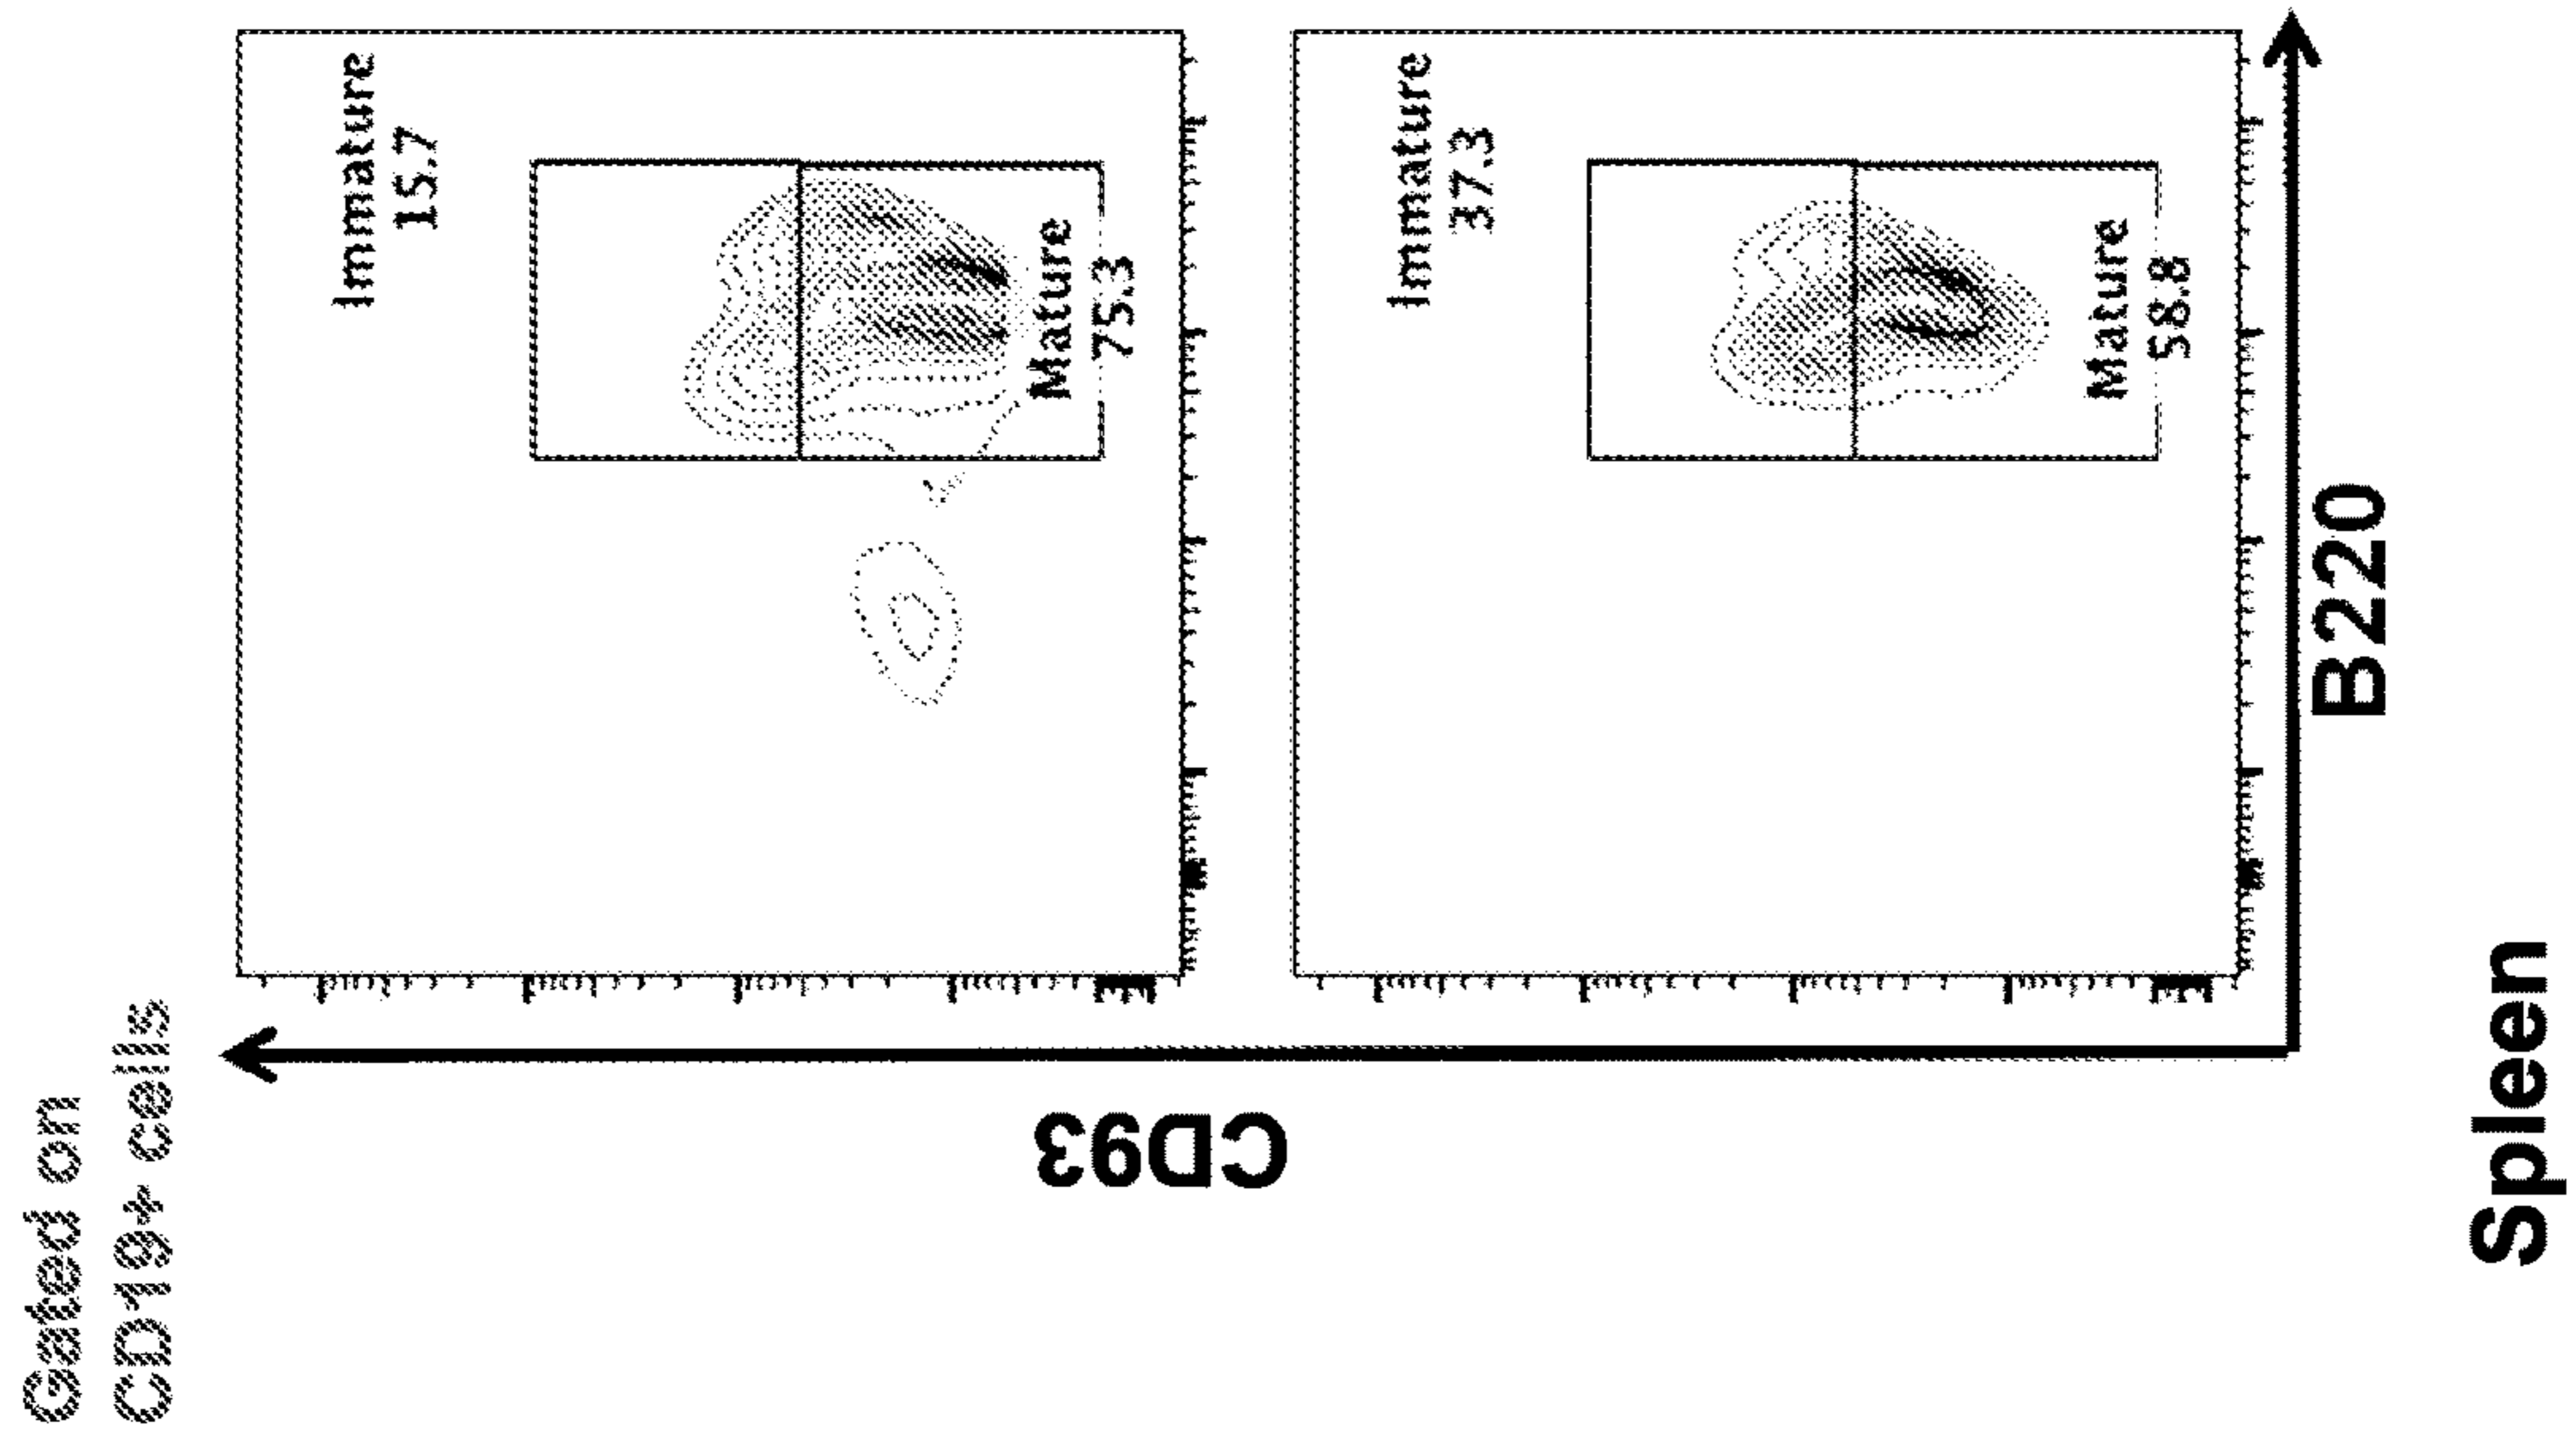 Gated on
CD19+ cells
Immature
15.7
Mature
75.3
Immature
37.3
Mature
58.8
CD93
B220
Spleen